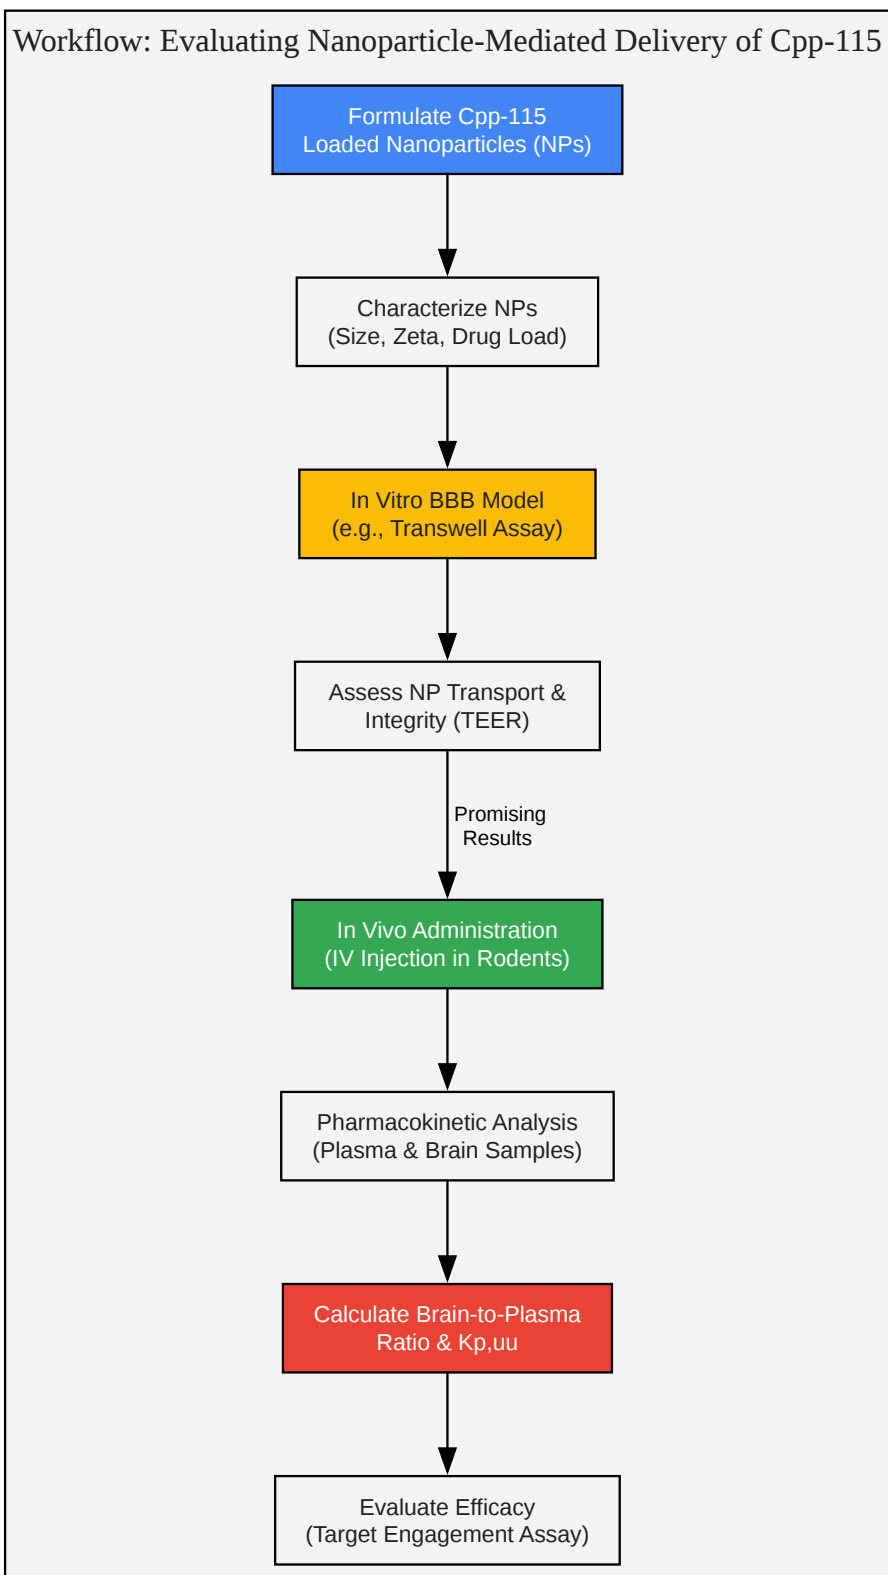 Workflow: Evaluating Nanoparticle-Mediated Delivery of Cpp-115
Formulate Cpp-115
Loaded Nanoparticles (NPs)
Characterize NPs
(Size, Zeta, Drug Load)
In Vitro BBB Model
(e.g., Transwell Assay)
Assess NP Transport &
Integrity (TEER)
Promising
Results
In Vivo Administration
(IV Injection in Rodents)
Pharmacokinetic Analysis
(Plasma & Brain Samples)
Calculate Brain-to-Plasma
Ratio & Kp,uu
Evaluate Efficacy
(Target Engagement Assay)